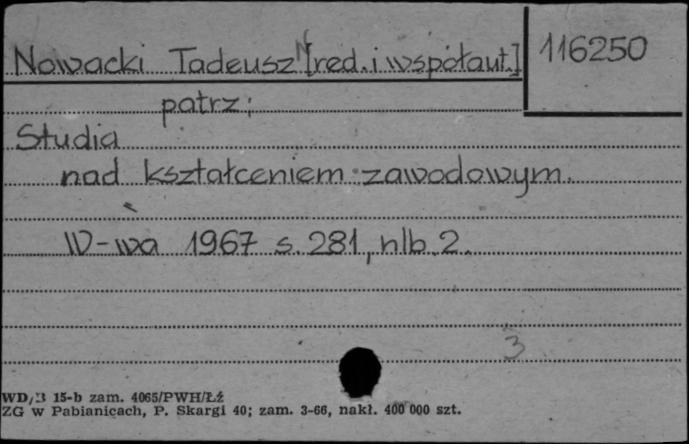 Nowacki Tadeusz [red. i współaut.]
116250
patrz:
Studia
nad kształceniem zawodowym.
W-wa 1967 s. 281, nlb. 2.
3
WD/3 15-b zam. 4065/PWH/Łź
ZG w Pabianicach, P. Skargi 40; zam. 3-66, nakł. 400 000 szt.